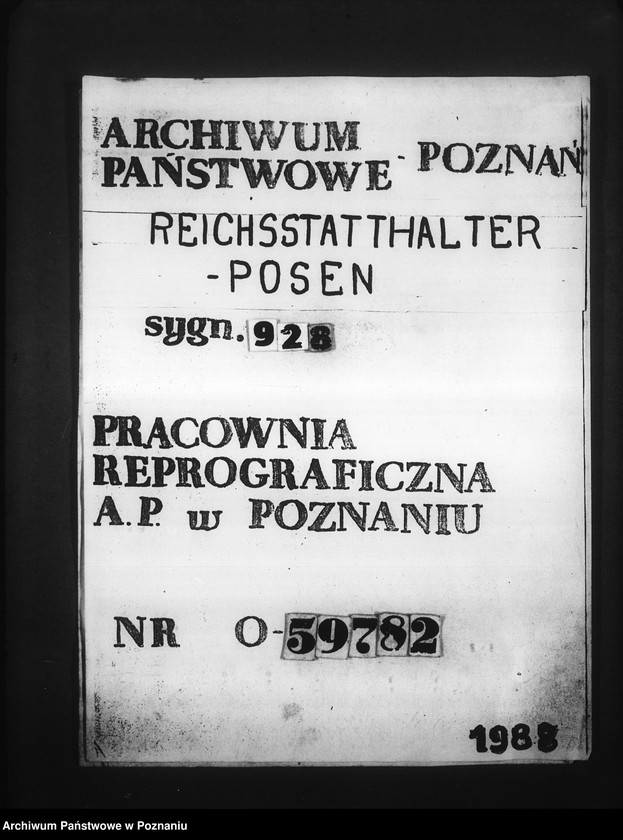 ARCHIWUM
PAŃSTWOWE - POZNAŃ
REICHSSTATTHALTER
-POSEN
sygn. 928
PRACOWNIA
REPROGRAFICZNA
A.P. w POZNANIU
NR O-59782
1988
Archiwum Państwowe w Poznaniu